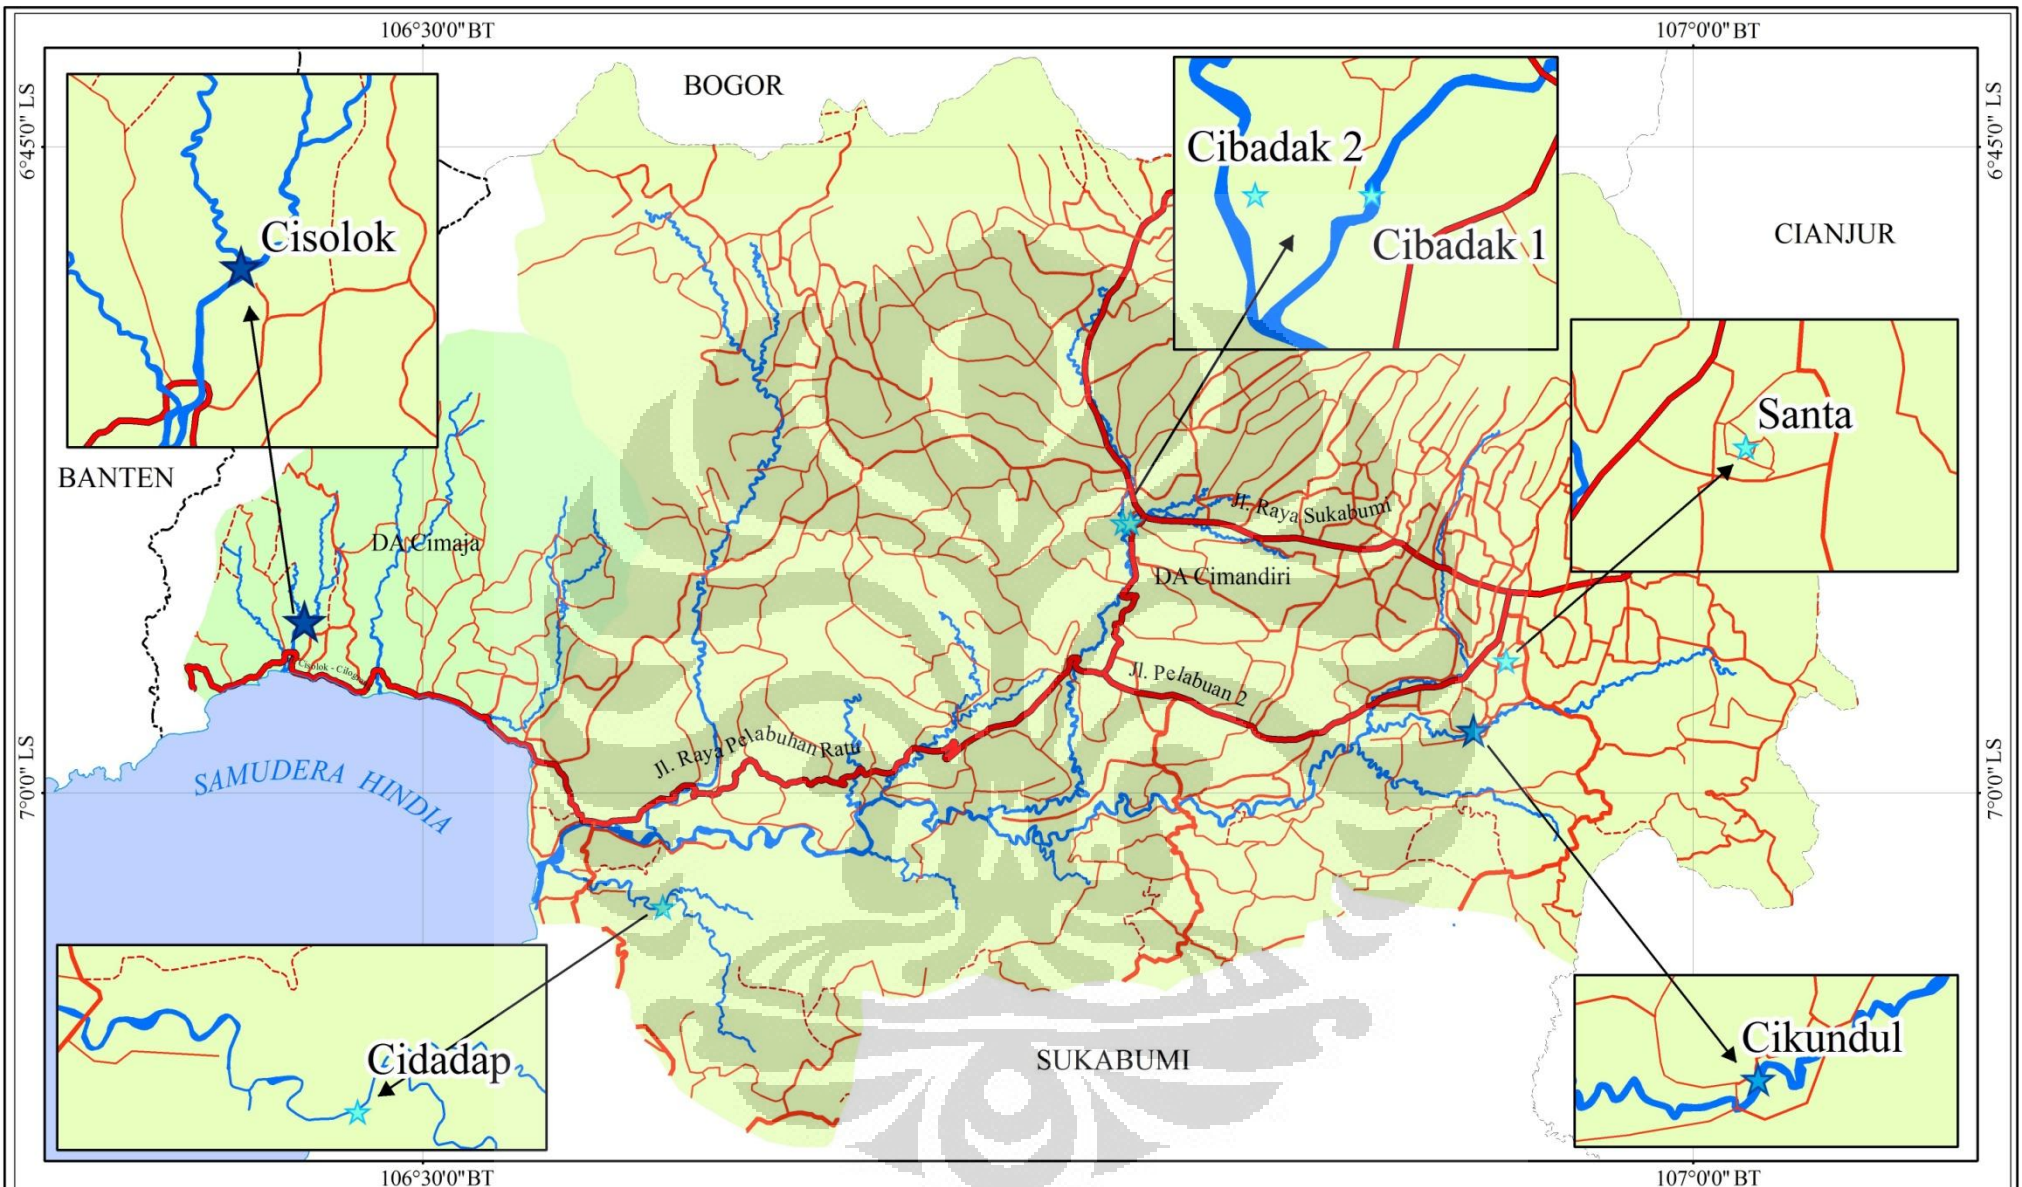 106°30'0" BT
107°0'0" BT
6°45'0" LS
6°45'0" LS
BOGOR
CIANJUR
BANTEN
Cisolok
Cibadak 2
Cibadak 1
Santa
DA Cimaja
Jl. Raya Sukabumi
DA Cimandiri
Cisolok - Cilograng
Jl. Pelabuan 2
Jl. Raya Pelabuhan Ratu
SAMUDERA HINDIA
7°0'0" LS
7°0'0" LS
Cidadap
SUKABUMI
Cikundul
106°30'0" BT
107°0'0" BT